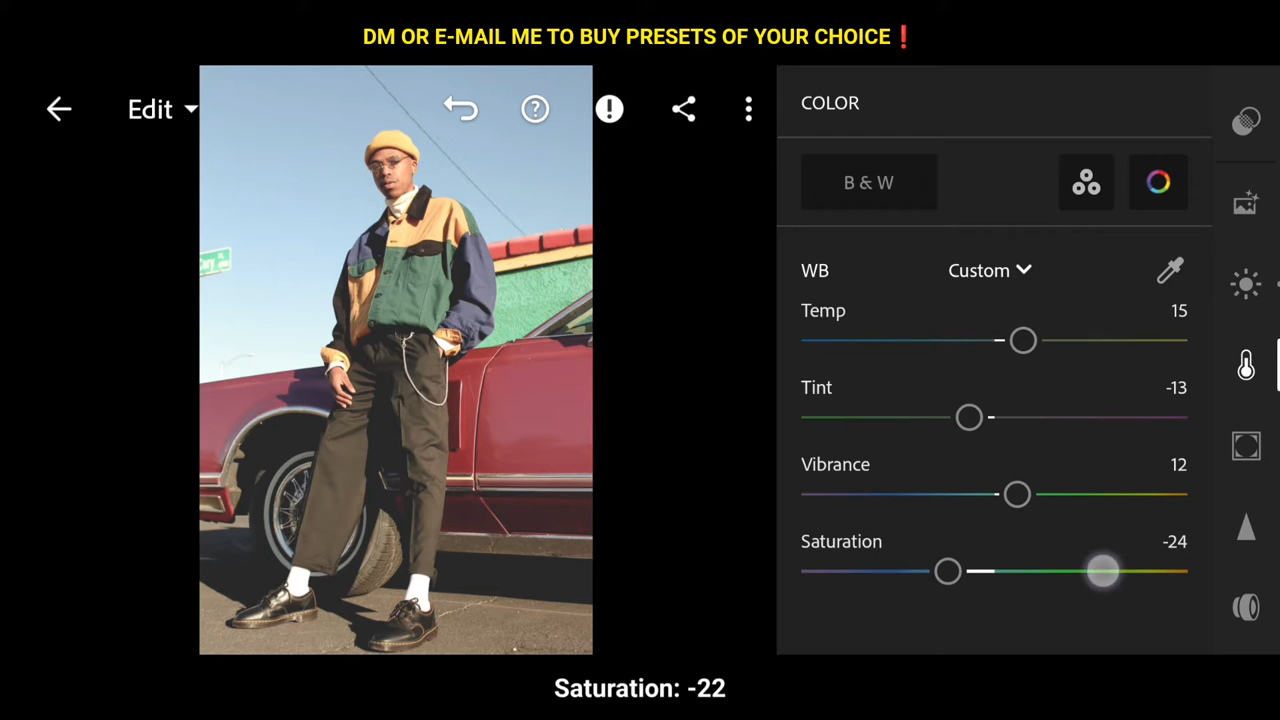 DM OR E-MAIL ME TO BUY PRESETS OF YOUR CHOICE❗
Edit
COLOR
B & W
WB
Custom
Temp
15
Tint
-13
Vibrance
12
Saturation
-24
Saturation: -22